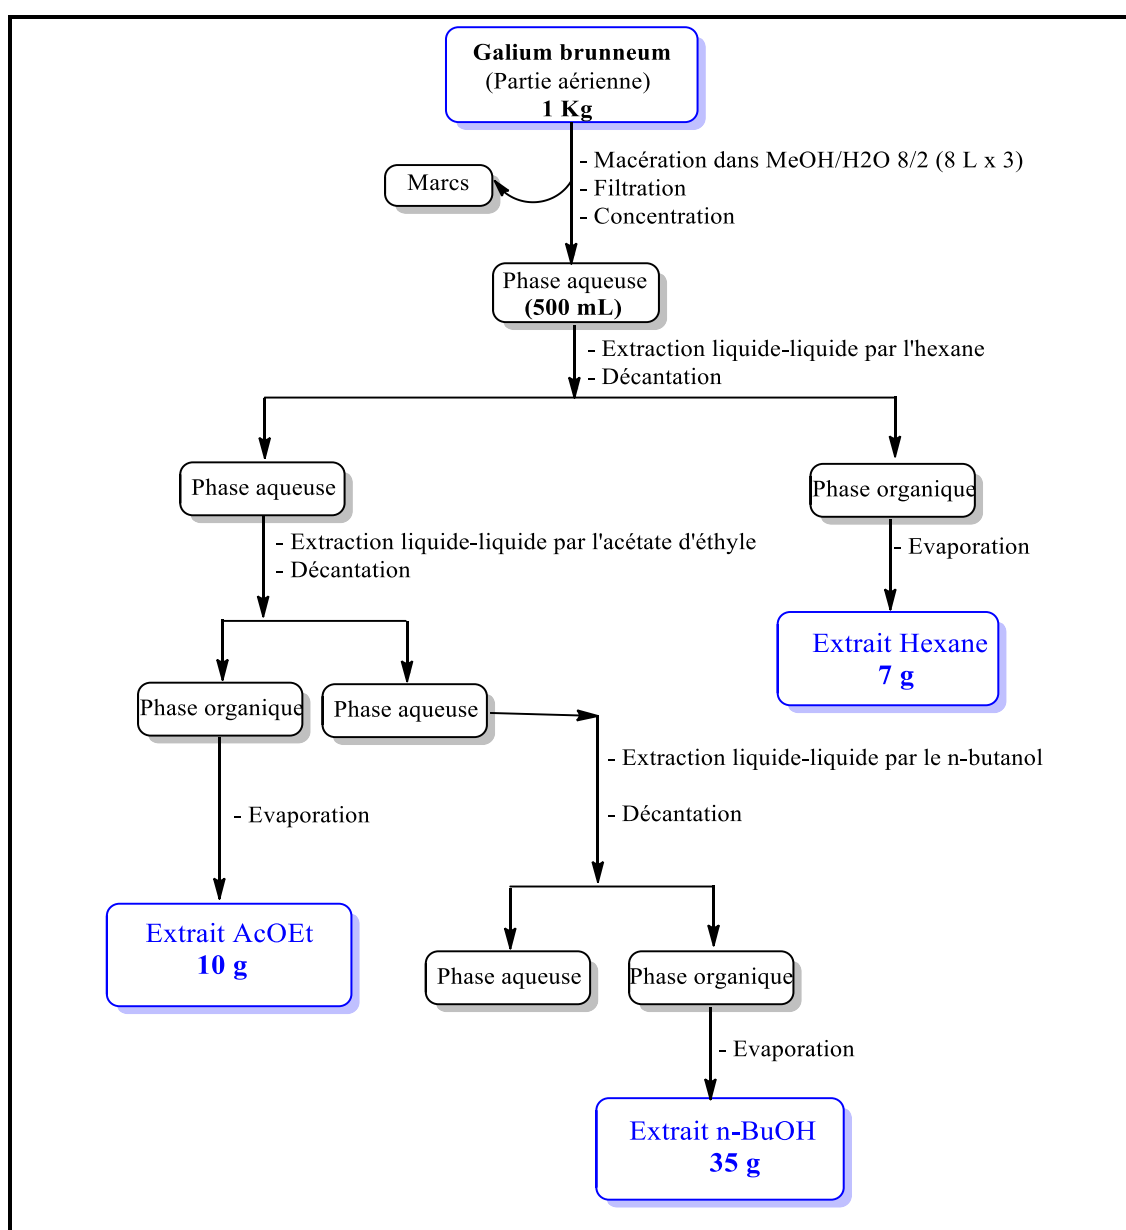 Galium brunneum
(Partie aérienne)
1 Kg
- Macération dans MeOH/H2O 8/2 (8 L x 3)
- Filtration
- Concentration
Marcs
Phase aqueuse
(500 mL)
- Extraction liquide-liquide par l'hexane
- Décantation
Phase aqueuse
Phase organique
- Extraction liquide-liquide par l'acétate d'éthyle
- Décantation
- Evaporation
Extrait Hexane
7 g
Phase organique
Phase aqueuse
- Extraction liquide-liquide par le n-butanol
- Décantation
- Evaporation
Extrait AcOEt
10 g
Phase aqueuse
Phase organique
- Evaporation
Extrait n-BuOH
35 g